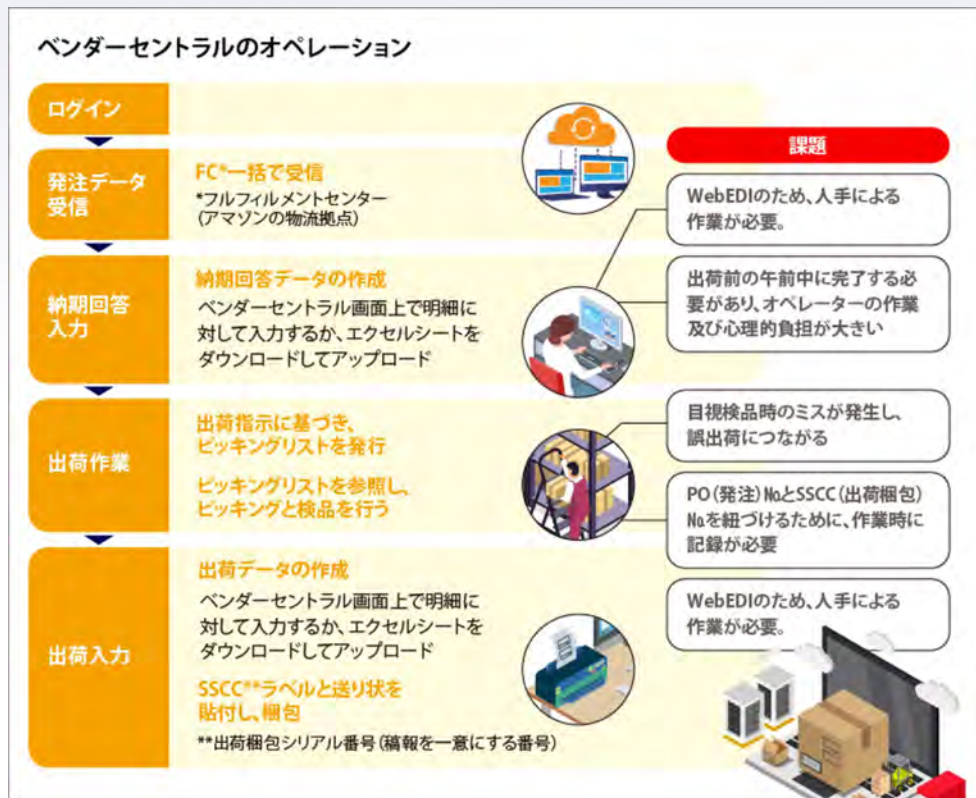 ベンダーセントラルのオペレーション
ログイン
発注データ
受信
FC*一括で受信
*フルフィルメントセンター
(アマゾンの物流拠点)
納期回答
入力
納期回答データの作成
ベンダーセントラル画面上で明細に
対して入力するか、エクセルシートを
ダウンロードしてアップロード
出荷作業
出荷指示に基づき、
ピッキングリストを発行
ピッキングリストを参照し、
ピッキングと検品を行う
出荷入力
出荷データの作成
ベンダーセントラル画面上で明細に
対して入力するか、エクセルシートを
ダウンロードしてアップロード
SSCC**ラベルと送り状を
貼付し、梱包
**出荷梱包シリアル番号(稿報を一意にする番号)
課題
WebEDIのため、人手による
作業が必要。
出荷前の午前中に完了する必
要があり、オペレーターの作業
及び心理的負担が大きい
目視検品時のミスが発生し、
誤出荷につながる
PO(発注)№とSSCC(出荷梱包)
№を紐づけるために、作業時に
記録が必要
WebEDIのため、人手による
作業が必要。